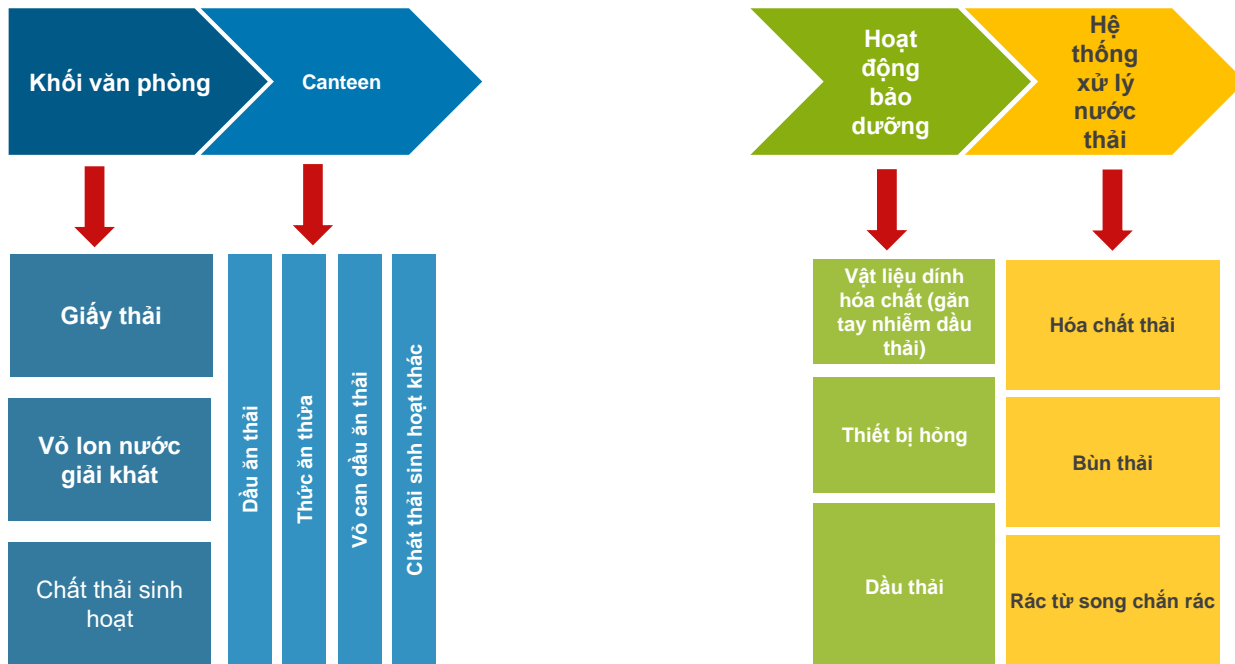 Khối văn phòng
Canteen
Hoạt
động
bảo
dưỡng
Hệ
thống
xử lý
nước
thải
Giấy thải
Vỏ lon nước
giải khát
Chất thải sinh
hoạt
Dầu ăn thải
Thức ăn thừa
Vỏ can dầu ăn thải
Chát thải sinh hoạt khác
Vật liệu dính
hóa chất (găn
tay nhiễm dầu
thải)
Thiết bị hỏng
Dầu thải
Hóa chất thải
Bùn thải
Rác từ song chắn rác